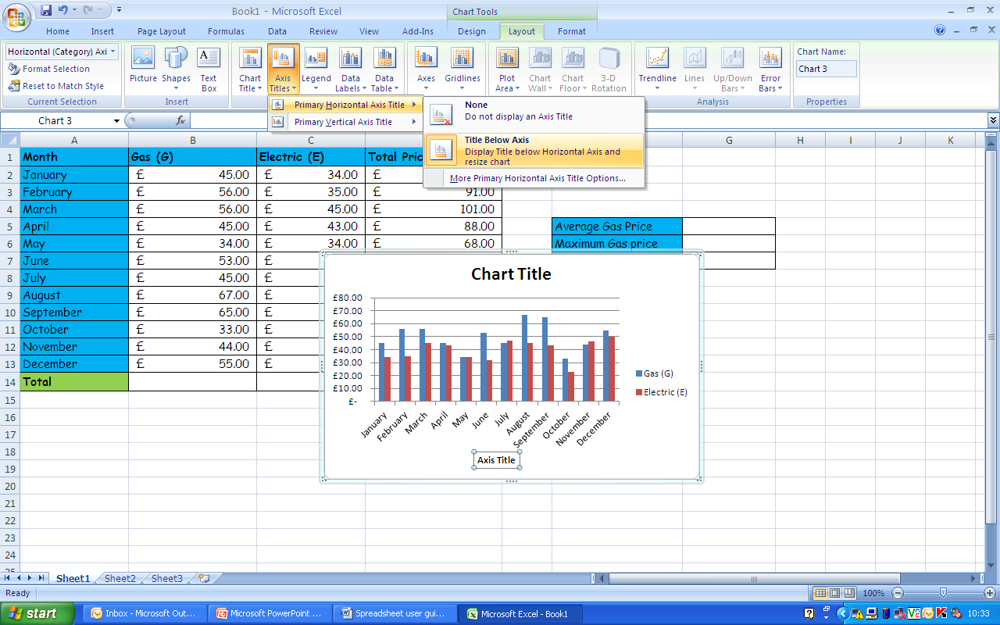 Book1 - Microsoft Excel
Chart Tools
Home Insert Page Layout Formulas Data Review View Add-Ins Design Layout Format
Horizontal (Category) Axi
Format Selection
Reset to Match Style
Current Selection
Picture Shapes Text Box
Insert
Chart Title Axis Titles Legend Data Labels Data Table
Axes Gridlines
Plot Area Chart Wall Chart Floor 3-D Rotation
Trendline Lines Up/Down Bars Error Bars
Analysis
Chart Name:
Chart 3
Properties
Primary Horizontal Axis Title
Primary Vertical Axis Title
None
Do not display an Axis Title
Title Below Axis
Display Title below Horizontal Axis and
resize chart
More Primary Horizontal Axis Title Options...
Chart 3 fx
A B C G H I J K
1 Month Gas (G) Electric (E) Total Pric
2 January £ 45.00 £ 34.00 £
3 February £ 56.00 £ 35.00 £ 91.00
4 March £ 56.00 £ 45.00 £ 101.00
5 April £ 45.00 £ 43.00 £ 88.00 Average Gas Price
6 May £ 34.00 £ 34.00 £ 68.00 Maximum Gas price
7 June £ 53.00 £
8 July £ 45.00 £
9 August £ 67.00 £
10 September £ 65.00 £
11 October £ 33.00 £
12 November £ 44.00 £
13 December £ 55.00 £
14 Total
15
16
17
18
19
20
21
22
23
24
Chart Title
£80.00
£70.00
£60.00
£50.00
£40.00
£30.00
£20.00
£10.00
£-
January February March April May June July August September October November December
Gas (G)
Electric (E)
Axis Title
Sheet1 Sheet2 Sheet3
Ready 100%
start Inbox - Microsoft Out... Microsoft PowerPoint ... Spreadsheet user gui... Microsoft Excel - Book1 10:33